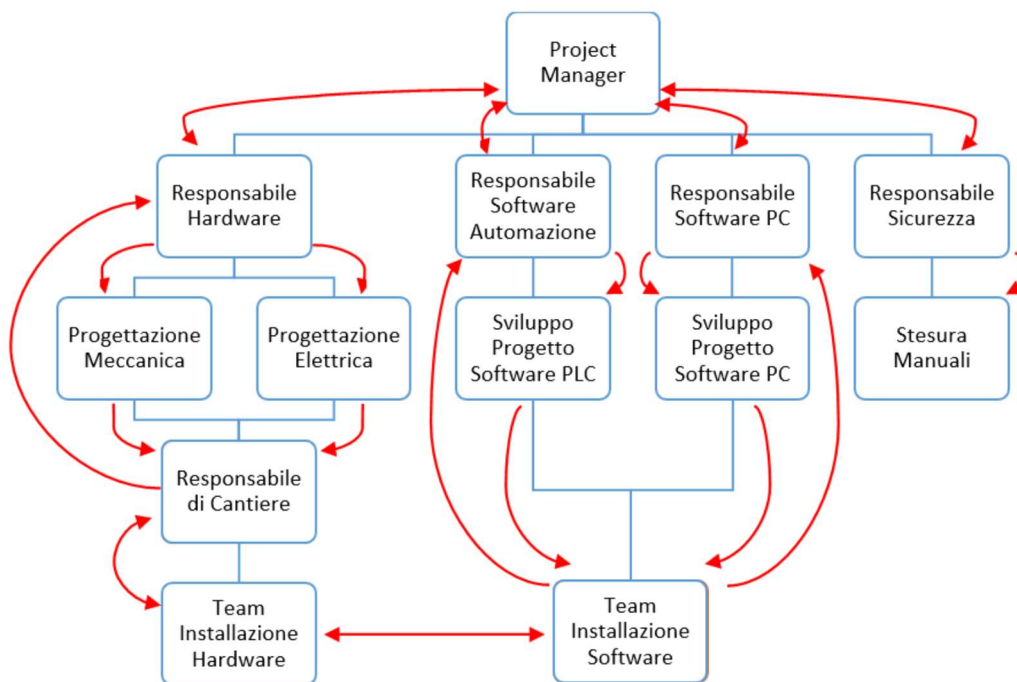 Project
Manager
Responsabile
Hardware
Responsabile
Software
Automazione
Responsabile
Software PC
Responsabile
Sicurezza
Progettazione
Meccanica
Progettazione
Elettrica
Sviluppo
Progetto
Software PLC
Sviluppo
Progetto
Software PC
Stesura
Manuali
Responsabile
di Cantiere
Team
Installazione
Hardware
Team
Installazione
Software